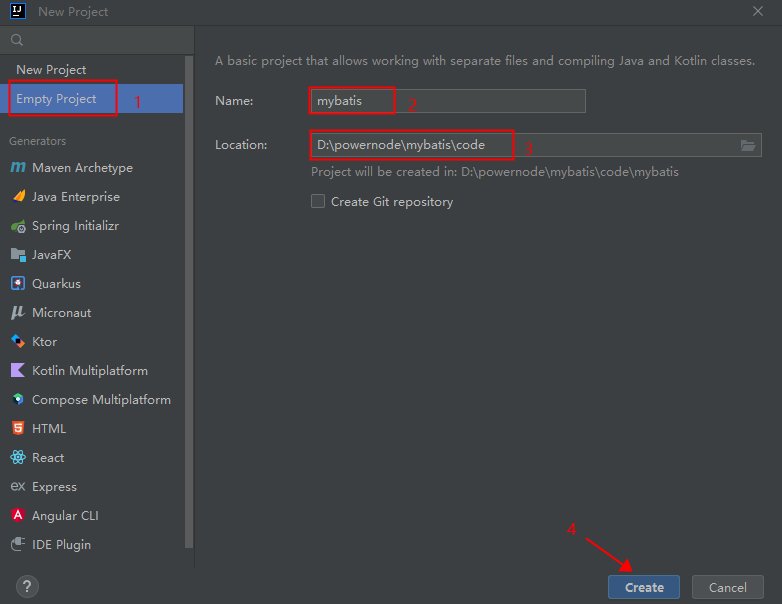 New Project
New Project
Empty Project
1
Generators
Maven Archetype
Java Enterprise
Spring Initializr
JavaFX
Quarkus
Micronaut
Ktor
Kotlin Multiplatform
Compose Multiplatform
HTML
React
ex Express
Angular CLI
IDE Plugin
A basic project that allows working with separate files and compiling Java and Kotlin classes.
Name: mybatis 2
Location: D:\powernode\mybatis\code 3
Project will be created in: D:\powernode\mybatis\code\mybatis
Create Git repository
4
? Create Cancel